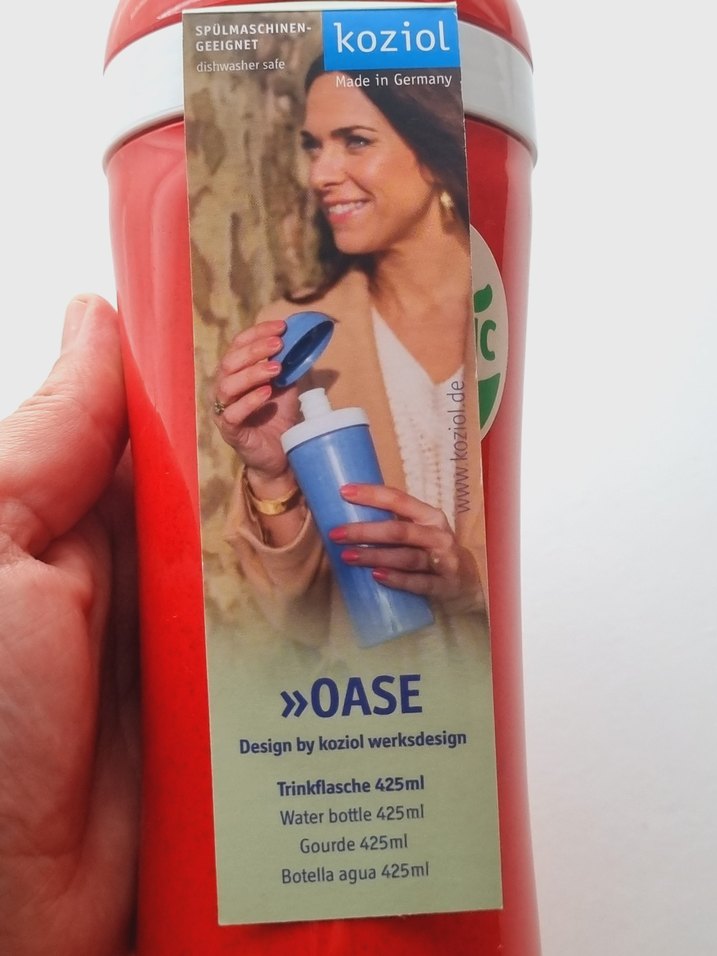 SPÜLMASCHINEN-
GEEIGNET
dishwasher safe
koziol
Made in Germany
www.koziol.de
»OASE
Design by koziol werksdesign
Trinkflasche 425ml
Water bottle 425ml
Gourde 425ml
Botella agua 425ml